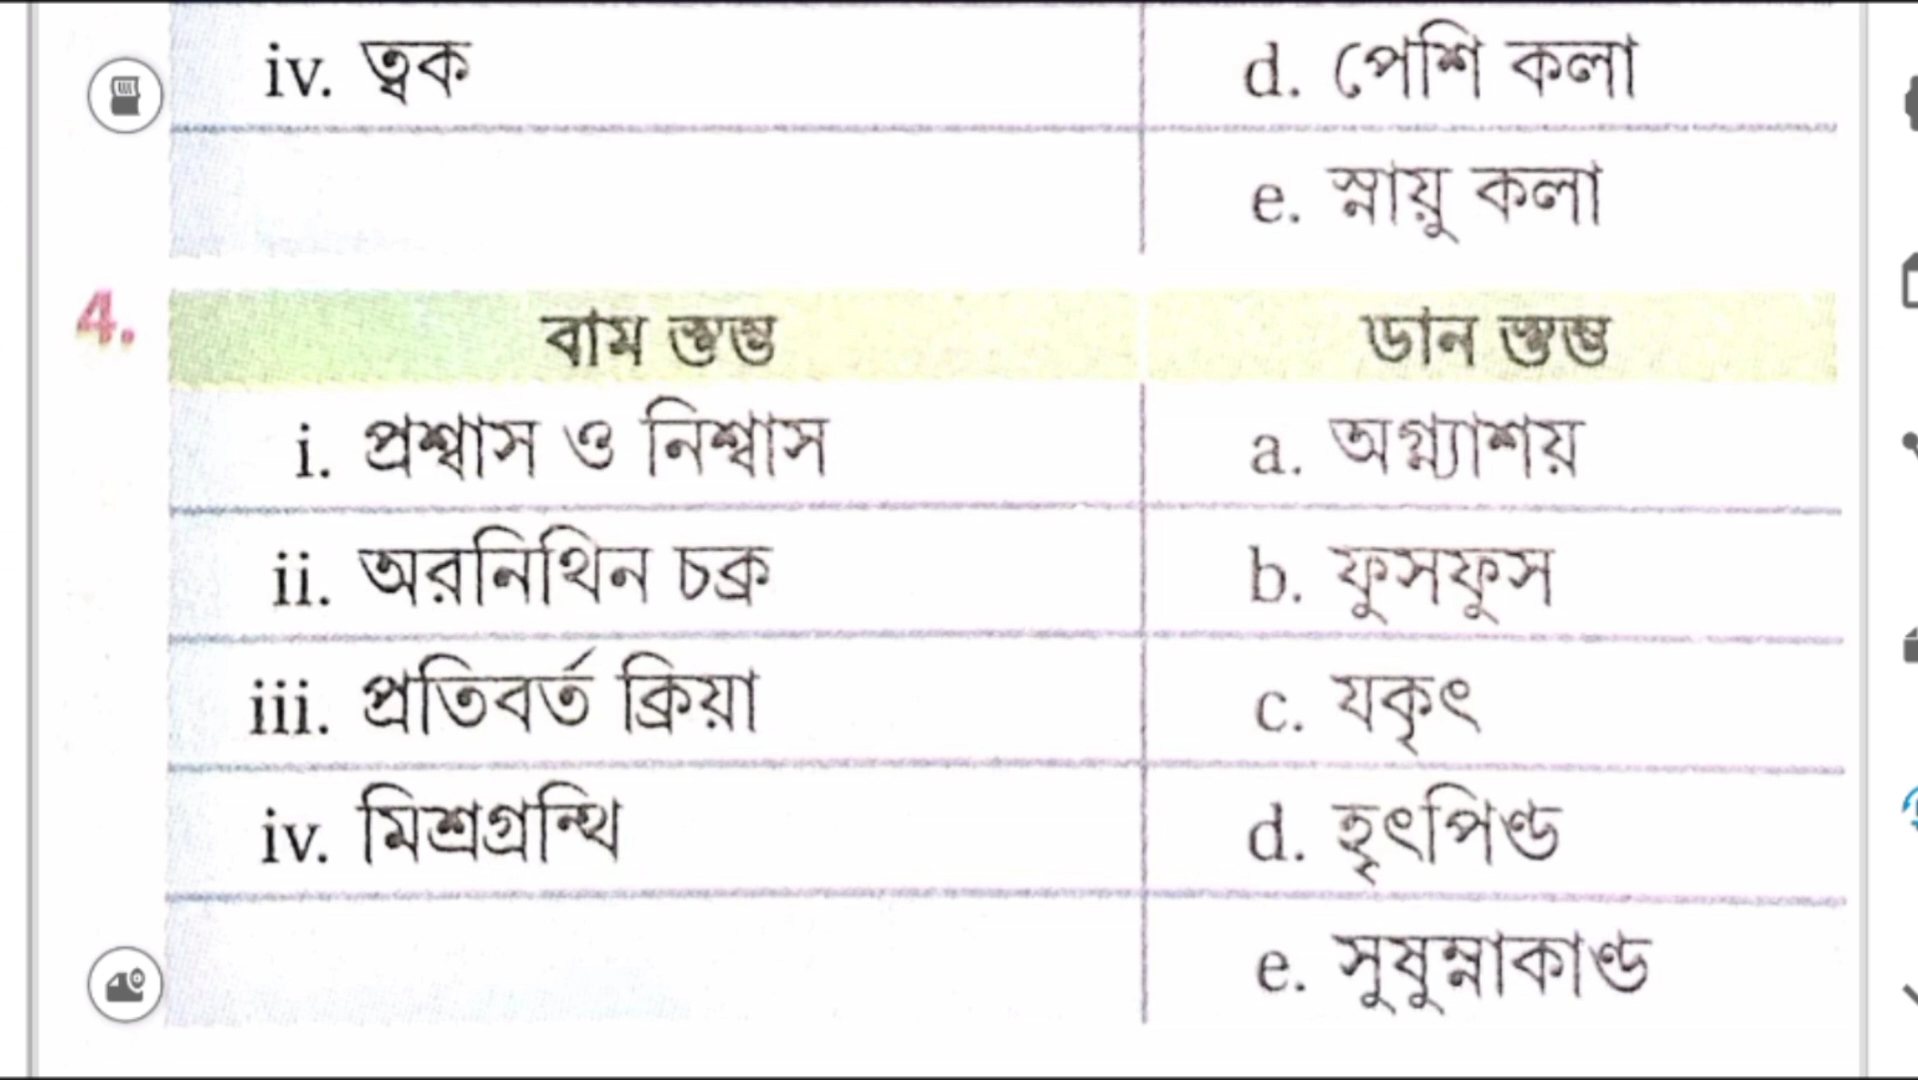 iv. ত্বক d. পেশি কলা
e. স্নায়ু কলা
4. বাম স্তম্ভ ডান স্তম্ভ
i. প্রশ্বাস ও নিশ্বাস a. অগ্ন্যাশয়
ii. অরনিথিন চক্র b. ফুসফুস
iii. প্রতিবর্ত ক্রিয়া c. যকৃৎ
iv. মিশ্রগ্রন্থি d. হৃৎপিণ্ড
e. সুষুম্নাকাণ্ড